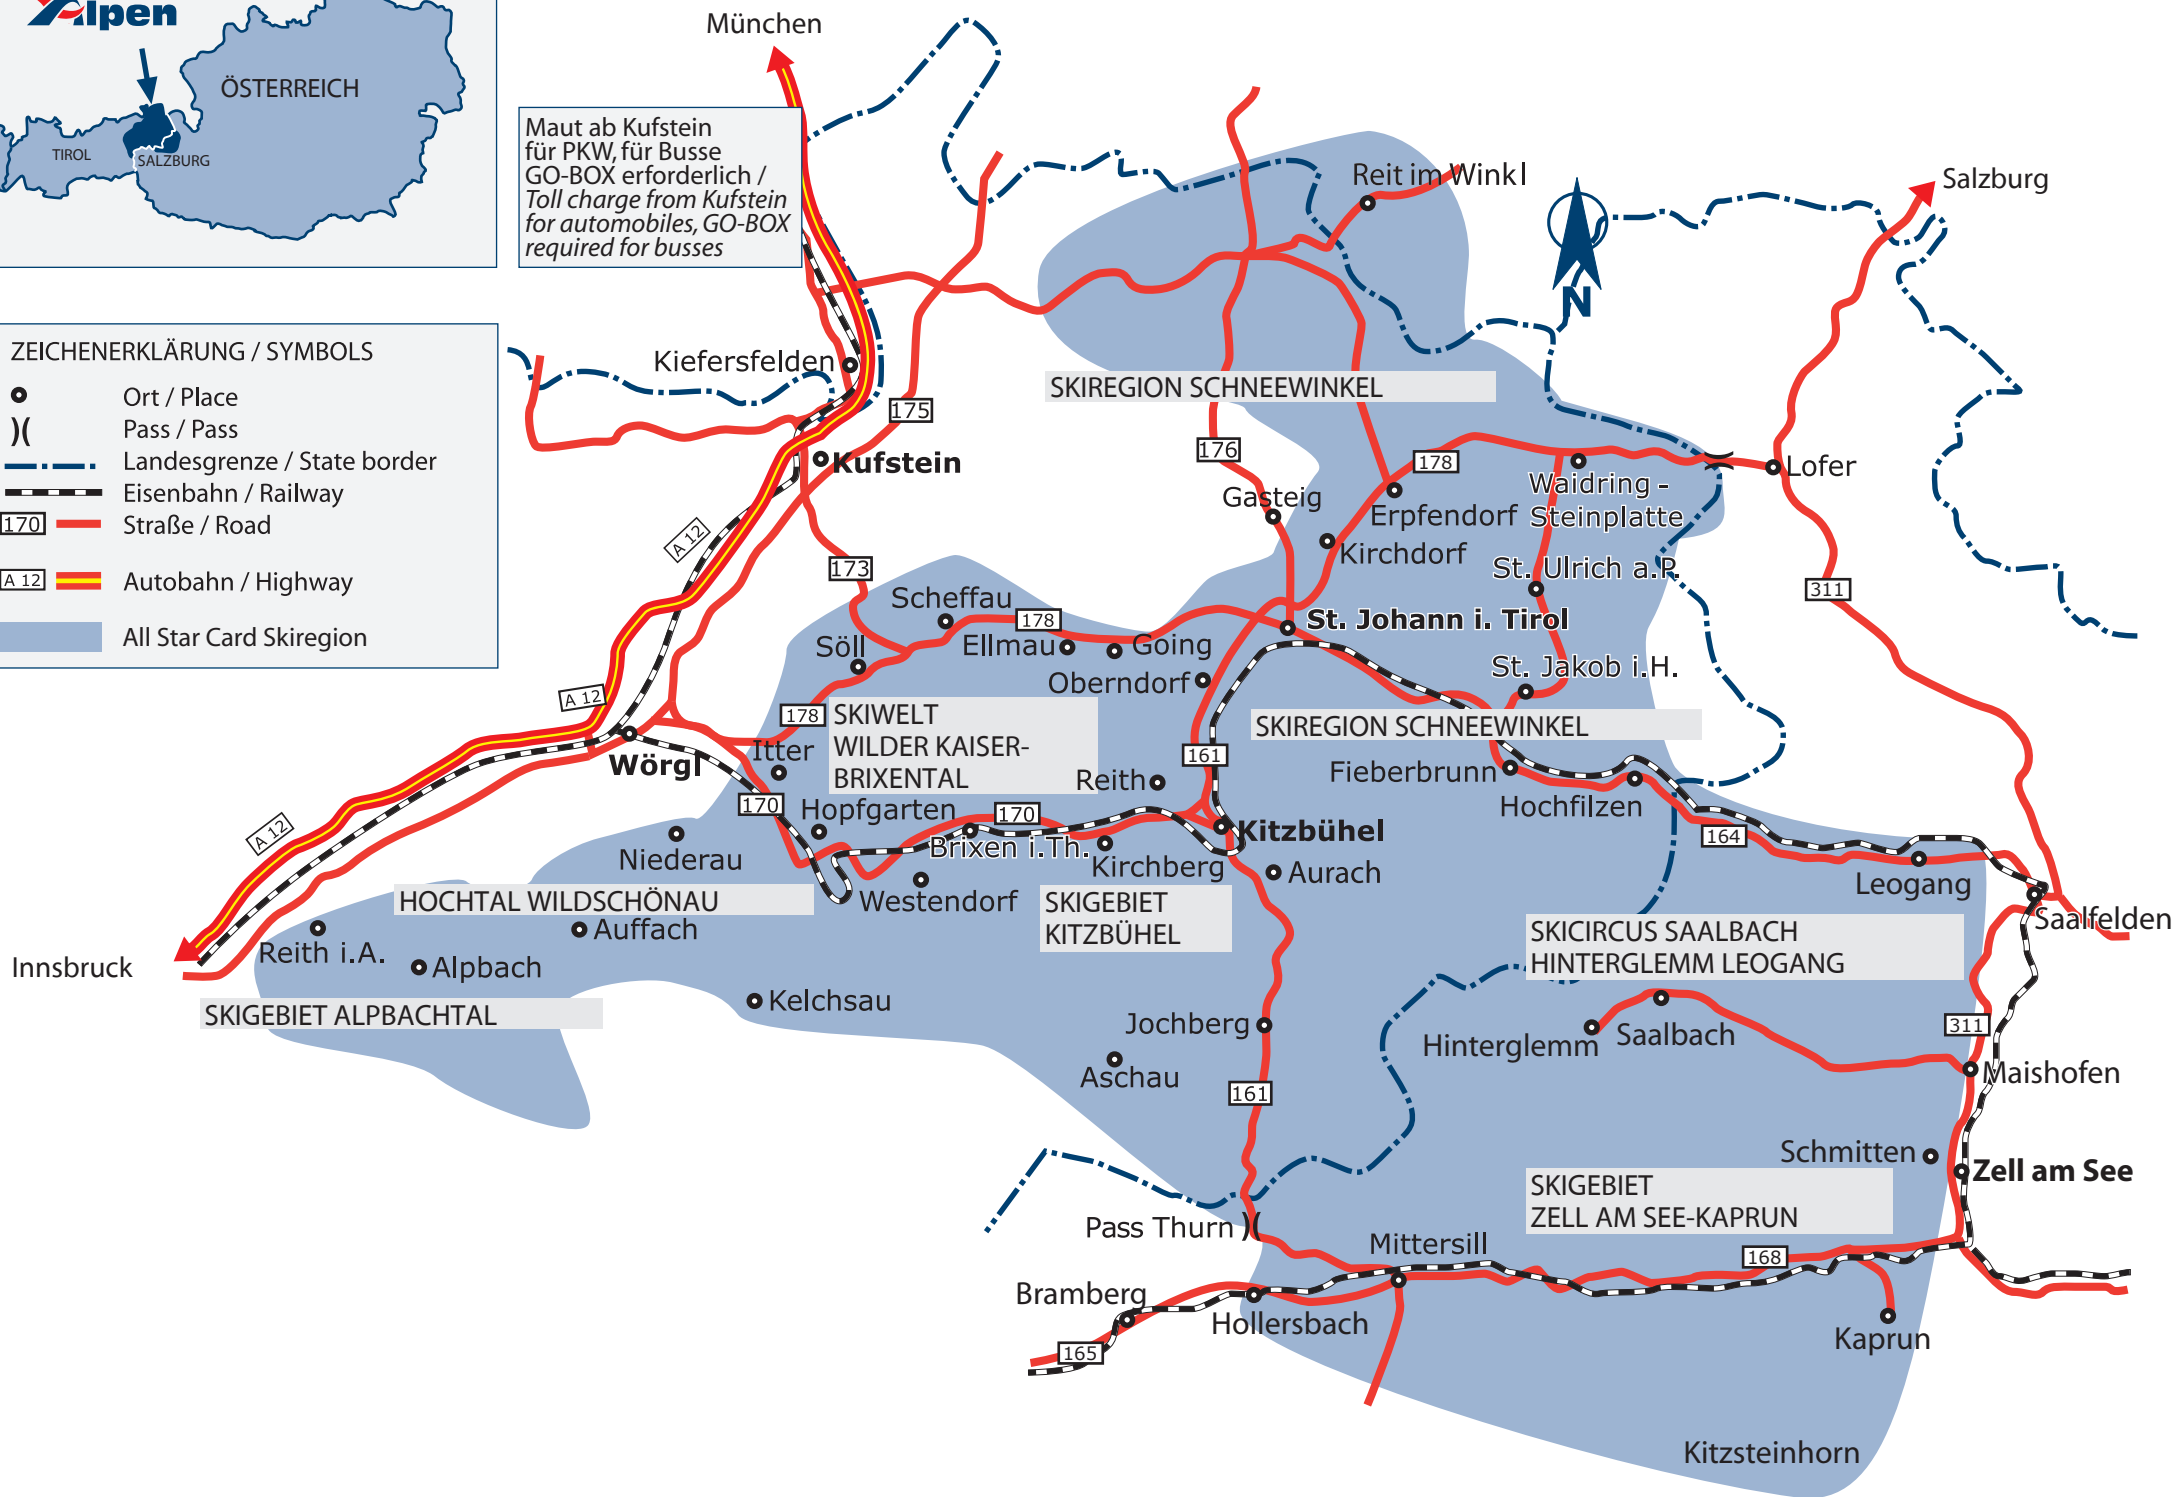 Alpen
ÖSTERREICH
TIROL
SALZBURG
München
Maut ab Kufstein
für PKW, für Busse
GO-BOX erforderlich /
Toll charge from Kufstein
for automobiles, GO-BOX
required for busses
Reit im Winkl
Salzburg
N
ZEICHENERKLÄRUNG / SYMBOLS
Ort / Place
)( Pass / Pass
Landesgrenze / State border
Eisenbahn / Railway
170 Straße / Road
A 12 Autobahn / Highway
All Star Card Skiregion
Kiefersfelden
175
SKIREGION SCHNEEWINKEL
176
178
Kufstein
Lofer
Waidring -
Steinplatte
Gasteig
Erpfendorf
Kirchdorf
A 12
173
St. Ulrich a.P.
311
Scheffau
178
St. Johann i. Tirol
Söll
Ellmau
Going
Oberndorf
St. Jakob i.H.
A 12
178
SKIWELT
WILDER KAISER-
BRIXENTAL
SKIREGION SCHNEEWINKEL
Wörgl
Itter
161
Reith
Fieberbrunn
Hochfilzen
170
Hopfgarten
170
Kitzbühel
164
A 12
Niederau
Brixen i.Th.
Kirchberg
Aurach
Leogang
HOCHTAL WILDSCHÖNAU
Westendorf
SKIGEBIET
KITZBÜHEL
Saalfelden
Auffach
SKICIRCUS SAALBACH
HINTERGLEMM LEOGANG
Reith i.A.
Alpbach
Innsbruck
Kelchsau
SKIGEBIET ALPBACHTAL
Jochberg
311
Hinterglemm
Saalbach
Aschau
Maishofen
161
Schmitten
Zell am See
SKIGEBIET
ZELL AM SEE-KAPRUN
Pass Thurn )(
Mittersill
168
Bramberg
Hollersbach
Kaprun
165
Kitzsteinhorn